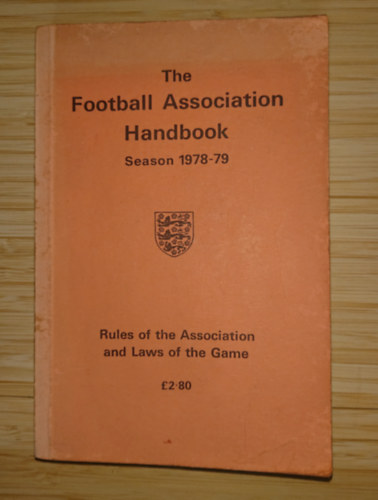 The
Football Association
Handbook
Season 1978-79
Rules of the Association
and Laws of the Game
£2·80